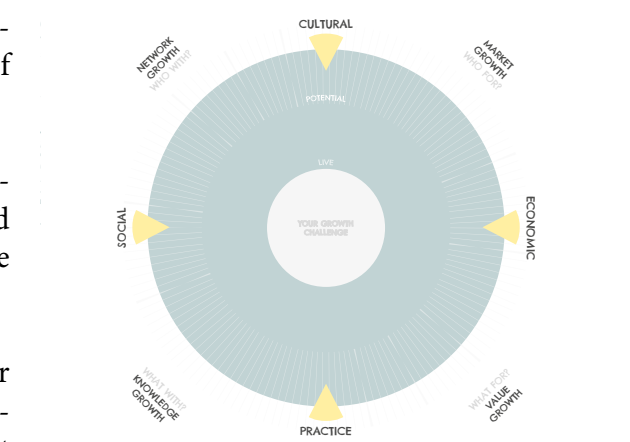 -
f
-
d
e
r
-
CULTURAL
NETWORK
GROWTH
WHO WITH?
MARKET
GROWTH
WHO FOR?
POTENTIAL
LIVE
SOCIAL
YOUR GROWTH
CHALLENGE
ECONOMIC
WHAT WITH?
KNOWLEDGE
GROWTH
WHAT FOR?
VALUE
GROWTH
PRACTICE